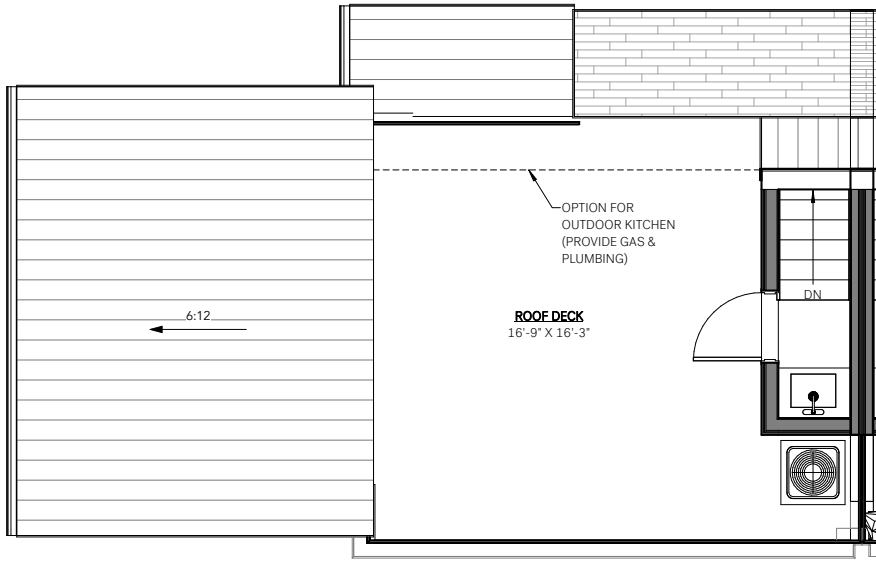 OPTION FOR
OUTDOOR KITCHEN
(PROVIDE GAS &
PLUMBING)
DN
6:12
ROOF DECK
16'-9" X 16'-3"